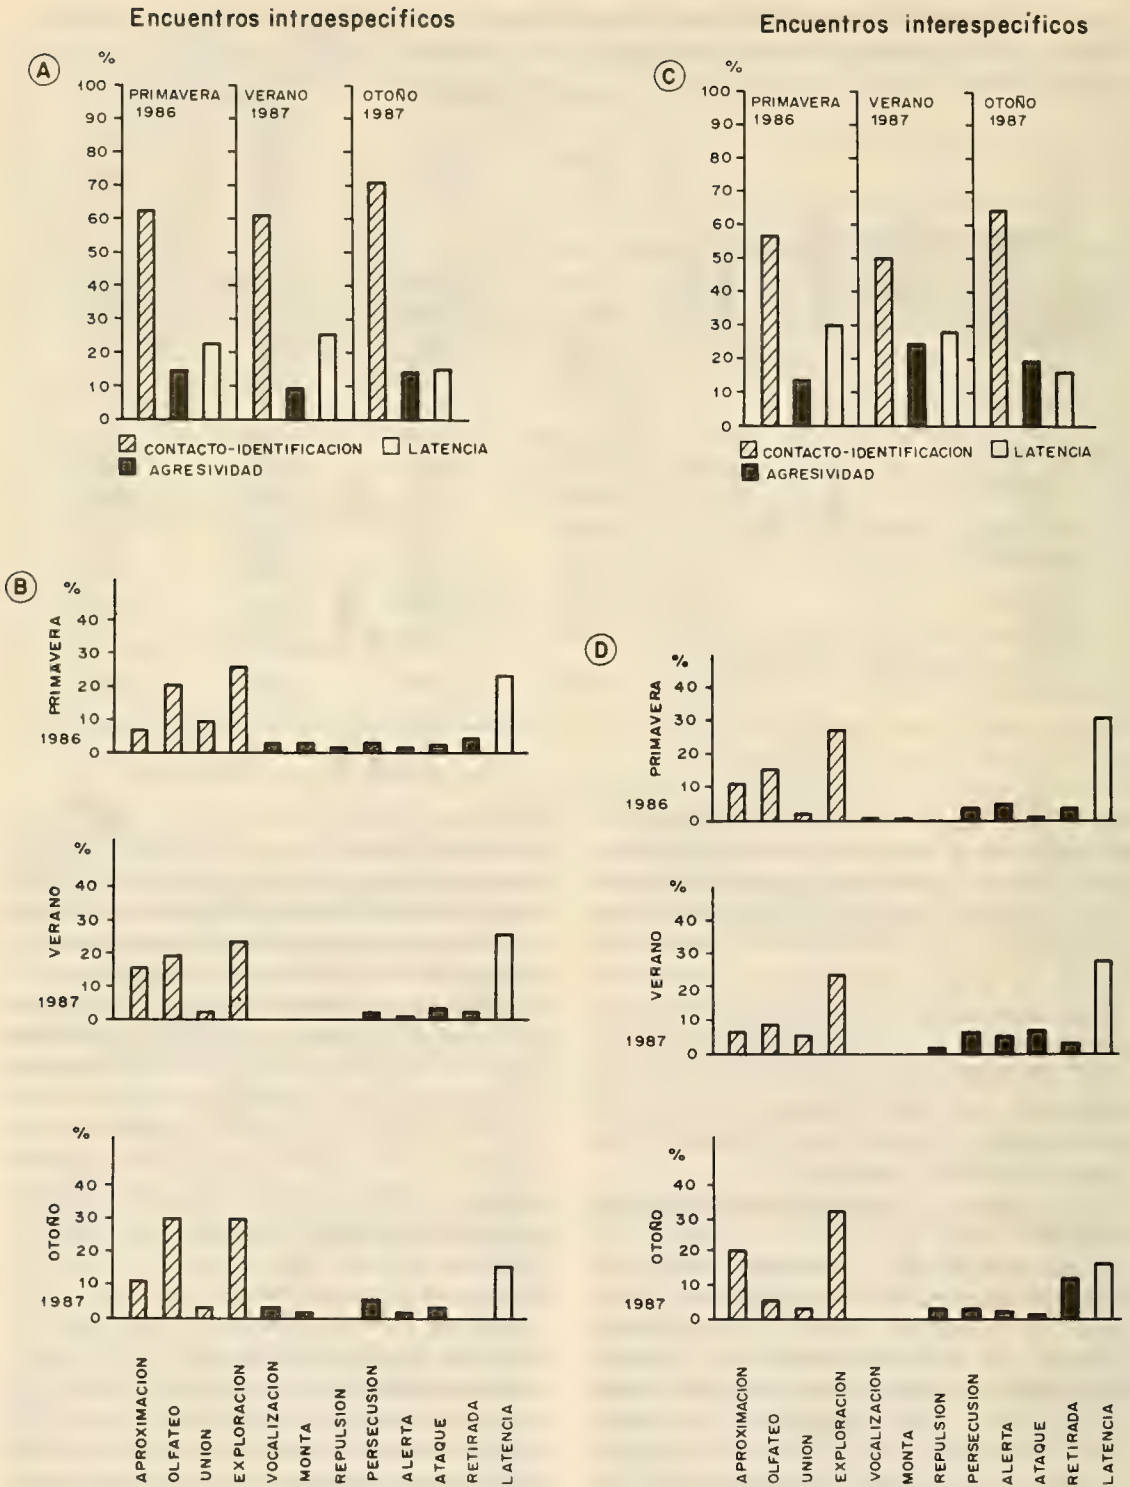 Encuentros intraespecíficos
A
%
100
90
80
70
60
50
40
30
20
10
0
PRIMAVERA
1986
VERANO
1987
OTOÑO
1987
CONTACTO-IDENTIFICACION
LATENCIA
AGRESIVIDAD
B
%
PRIMAVERA
1986
40
30
20
10
0
%
VERANO
1987
40
30
20
10
0
%
OTOÑO
1987
40
30
20
10
0
APROXIMACION
OLFATEO
UNION
EXPLORACION
VOCALIZACION
MONTA
REPULSION
PERSECUSION
ALERTA
ATAQUE
RETIRADA
LATENCIA
Encuentros interespecíficos
C
%
100
90
80
70
60
50
40
30
20
10
0
PRIMAVERA
1986
VERANO
1987
OTOÑO
1987
CONTACTO-IDENTIFICACION
LATENCIA
AGRESIVIDAD
D
%
PRIMAVERA
1986
40
30
20
10
0
%
VERANO
1987
40
30
20
10
0
%
OTOÑO
1987
40
30
20
10
0
APROXIMACION
OLFATEO
UNION
EXPLORACION
VOCALIZACION
MONTA
REPULSION
PERSECUSION
ALERTA
ATAQUE
RETIRADA
LATENCIA